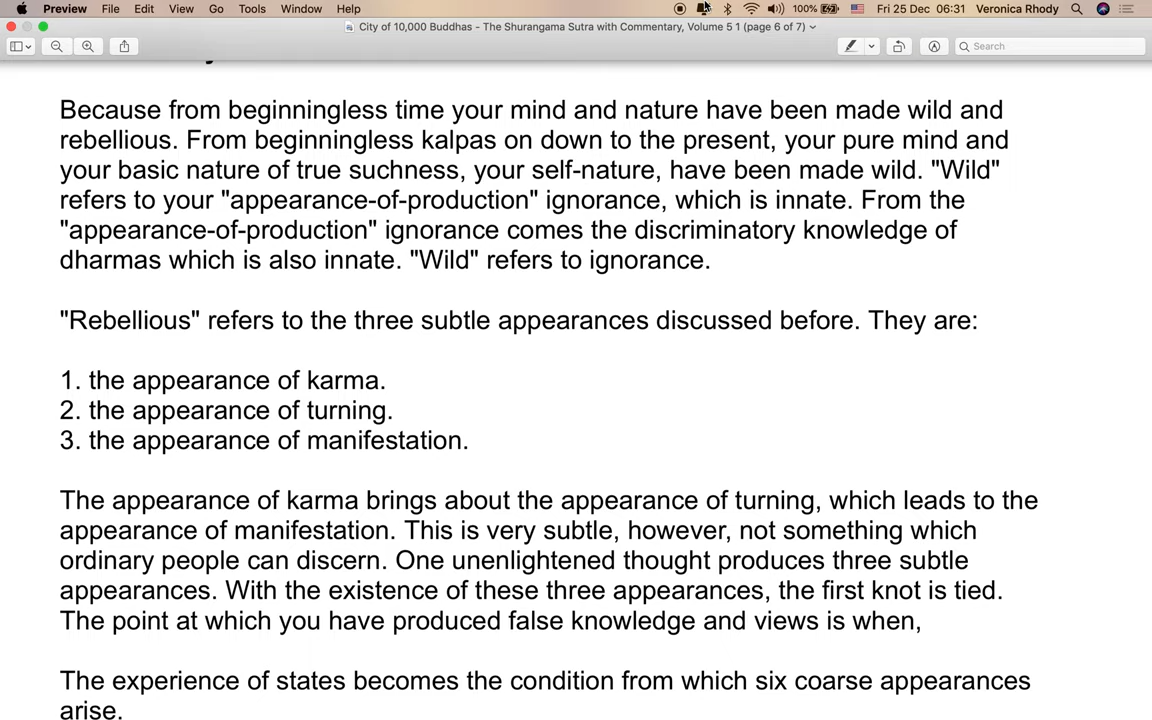 Preview File Edit View Go Tools Window Help 100% Fri 25 Dec 06:31 Veronica Rhody
City of 10,000 Buddhas - The Shurangama Sutra with Commentary, Volume 5 1 (page 6 of 7)
Search
Because from beginningless time your mind and nature have been made wild and
rebellious. From beginningless kalpas on down to the present, your pure mind and
your basic nature of true suchness, your self-nature, have been made wild. "Wild"
refers to your "appearance-of-production" ignorance, which is innate. From the
"appearance-of-production" ignorance comes the discriminatory knowledge of
dharmas which is also innate. "Wild" refers to ignorance.
"Rebellious" refers to the three subtle appearances discussed before. They are:
1. the appearance of karma.
2. the appearance of turning.
3. the appearance of manifestation.
The appearance of karma brings about the appearance of turning, which leads to the
appearance of manifestation. This is very subtle, however, not something which
ordinary people can discern. One unenlightened thought produces three subtle
appearances. With the existence of these three appearances, the first knot is tied.
The point at which you have produced false knowledge and views is when,
The experience of states becomes the condition from which six coarse appearances
arise.